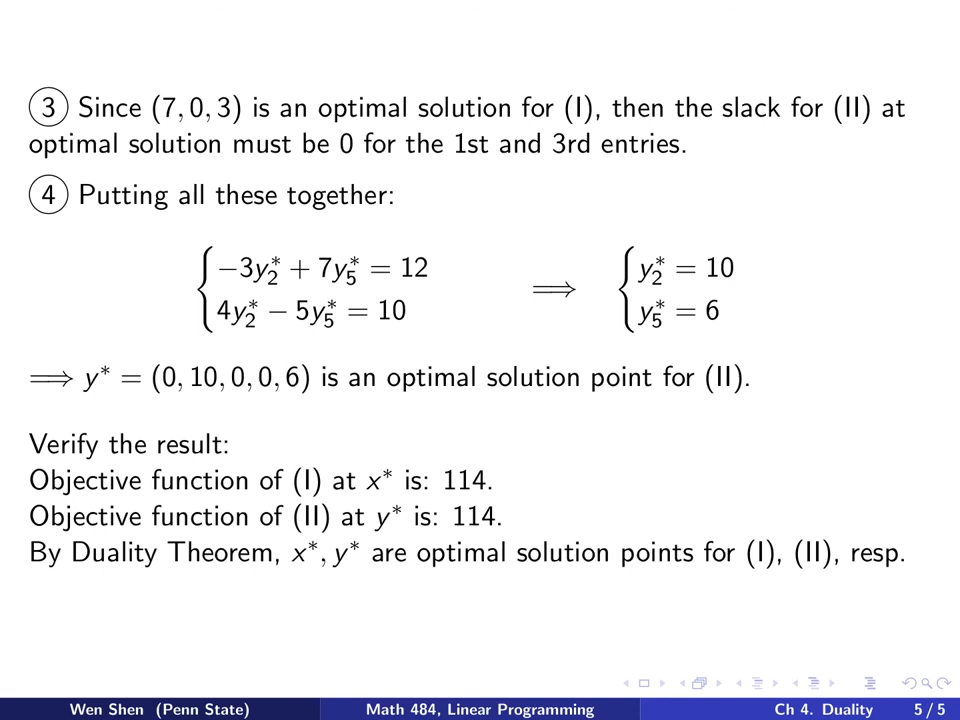 ③ Since (7, 0, 3) is an optimal solution for (I), then the slack for (II) at
optimal solution must be 0 for the 1st and 3rd entries.
④ Putting all these together:
{ −3y₂* + 7y₅* = 12
4y₂* − 5y₅* = 10
⟹
{ y₂* = 10
y₅* = 6
⟹ y* = (0, 10, 0, 0, 6) is an optimal solution point for (II).
Verify the result:
Objective function of (I) at x* is: 114.
Objective function of (II) at y* is: 114.
By Duality Theorem, x*, y* are optimal solution points for (I), (II), resp.
Wen Shen (Penn State) Math 484, Linear Programming Ch 4. Duality 5 / 5